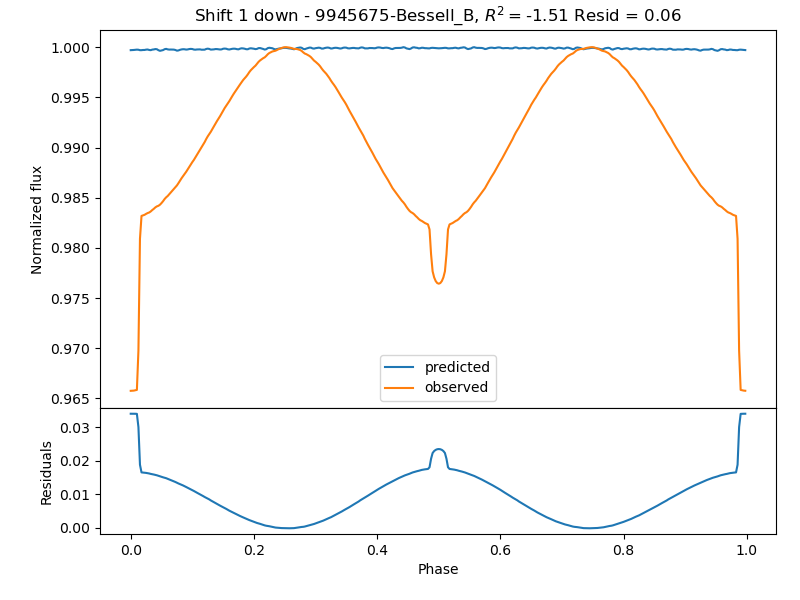 Shift 1 down - 9945675-Bessell_B, R² = -1.51 Resid = 0.06
1.000
0.995
0.990
0.985
0.980
0.975
0.970
0.965
Normalized flux
predicted
observed
0.03
0.02
0.01
0.00
Residuals
0.0 0.2 0.4 0.6 0.8 1.0
Phase